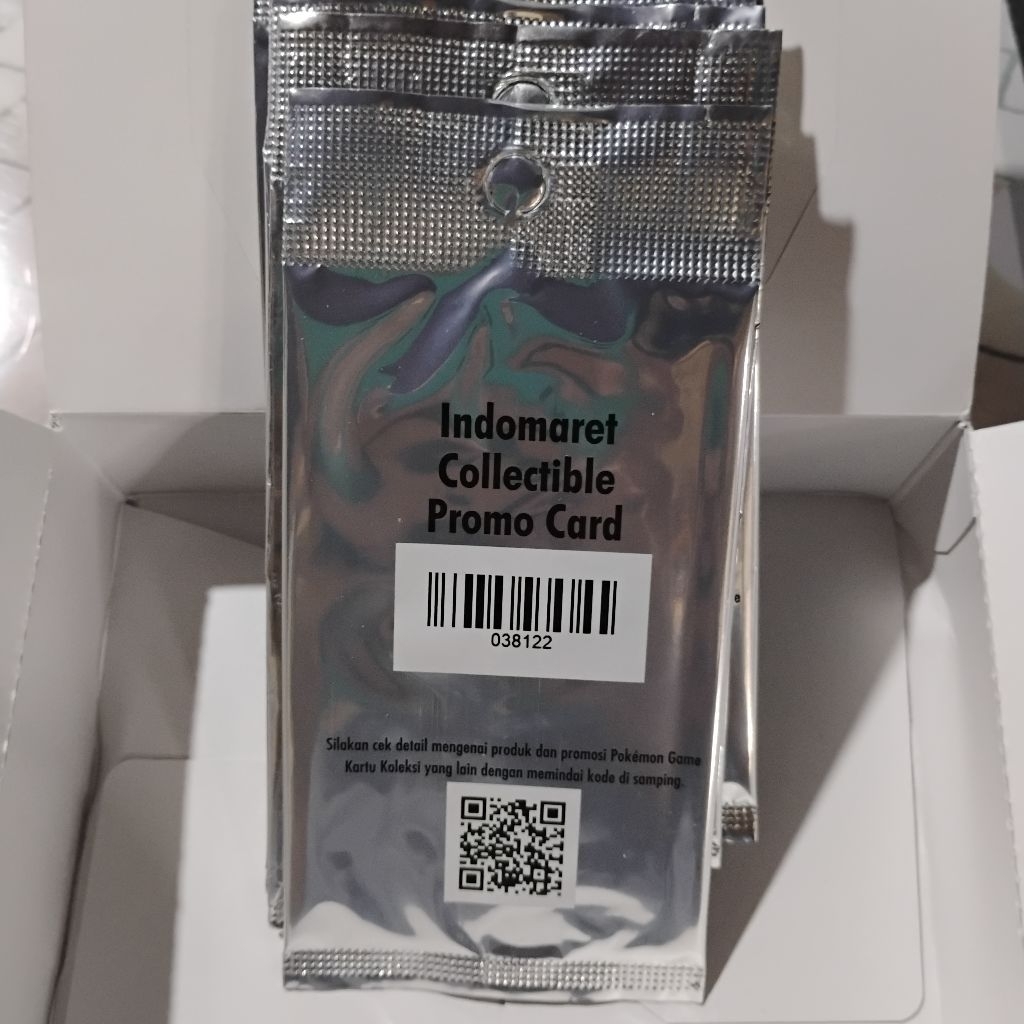 Indomaret
Collectible
Promo Card
038122
Silakan cek detail mengenai produk dan promosi Pokémon Game
Kartu Koleksi yang lain dengan memindai kode di samping.